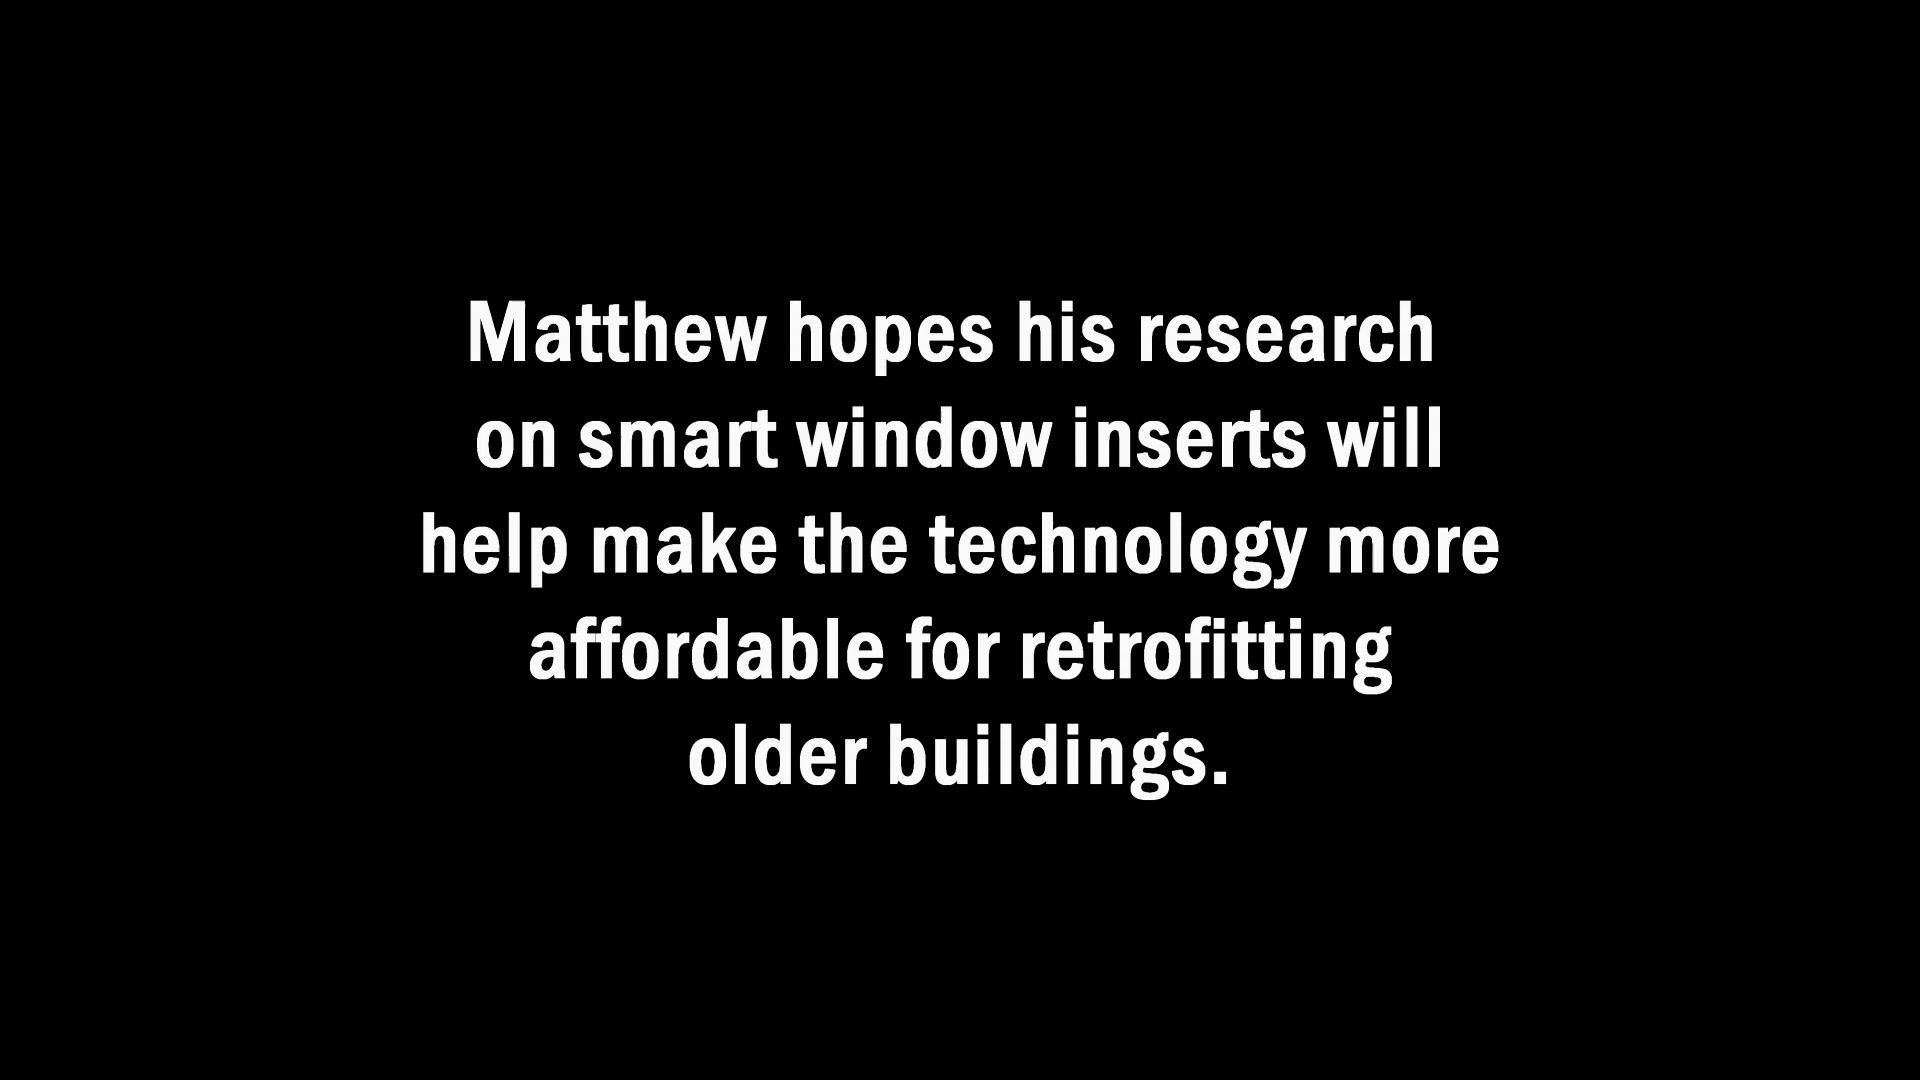 Matthew hopes his research
on smart window inserts will
help make the technology more
affordable for retrofitting
older buildings.